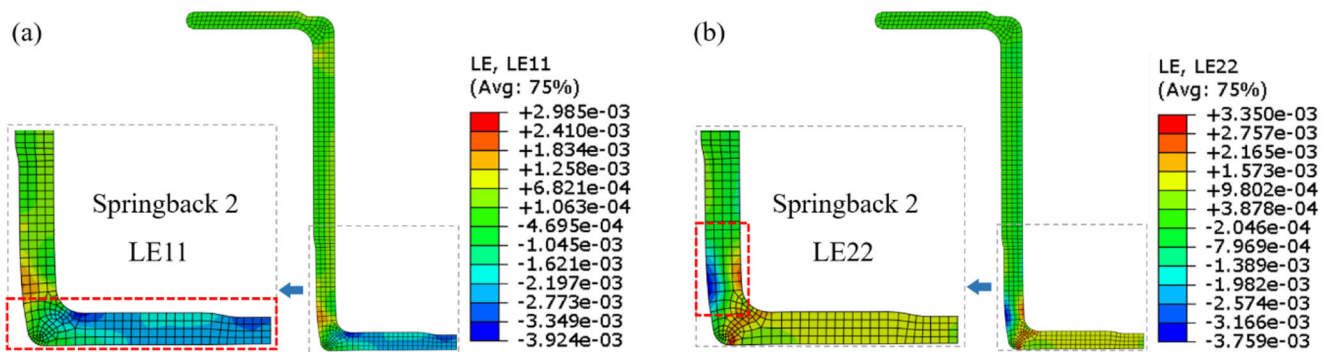 (a)
LE, LE11
(Avg: 75%)
+2.985e-03
+2.410e-03
+1.834e-03
+1.258e-03
+6.821e-04
+1.063e-04
-4.695e-04
-1.045e-03
-1.621e-03
-2.197e-03
-2.773e-03
-3.349e-03
-3.924e-03
Springback 2
LE11
(b)
LE, LE22
(Avg: 75%)
+3.350e-03
+2.757e-03
+2.165e-03
+1.573e-03
+9.802e-04
+3.878e-04
-2.046e-04
-7.969e-04
-1.389e-03
-1.982e-03
-2.574e-03
-3.166e-03
-3.759e-03
Springback 2
LE22